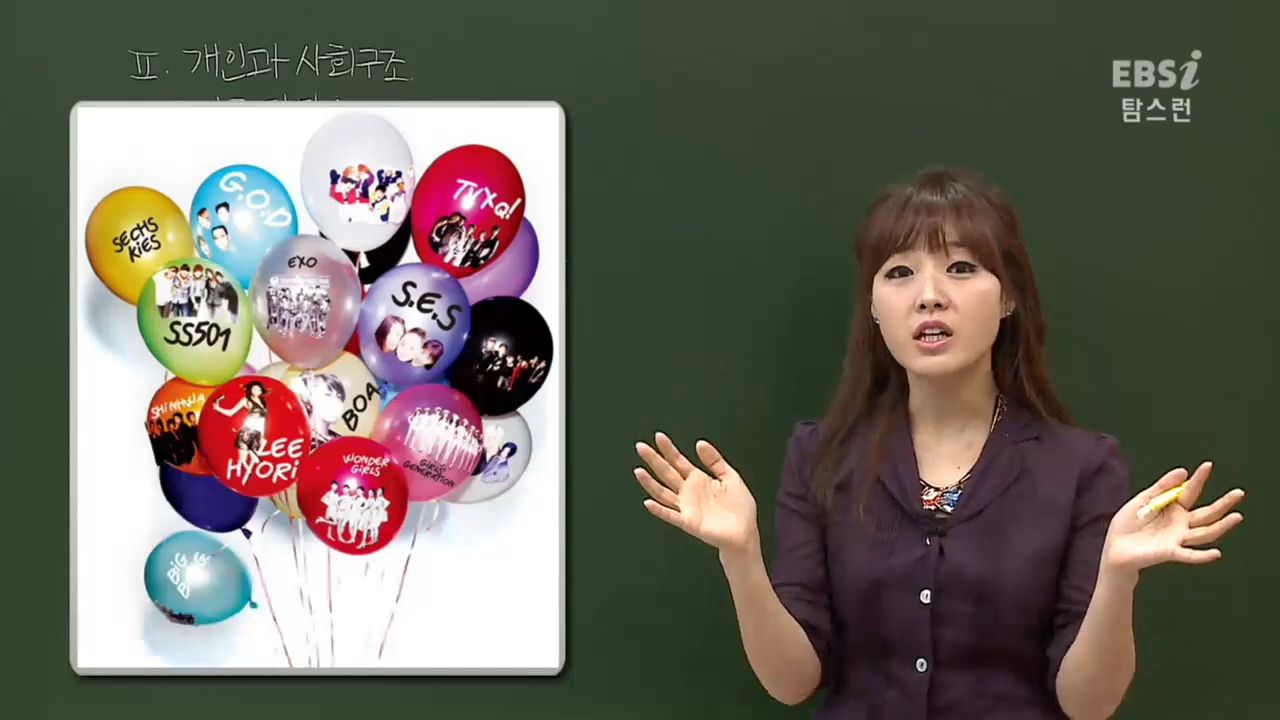 Ⅱ. 개인과 사회구조.
EBSi
탐스런
SECHS
KIES
G.O.D
TVXQ!
SS501
EXO
S.E.S
SHINHWA
LEE
HYORI
BOA
WONDER
GIRLS
GIRLS
GENERATION
BIG
BANG